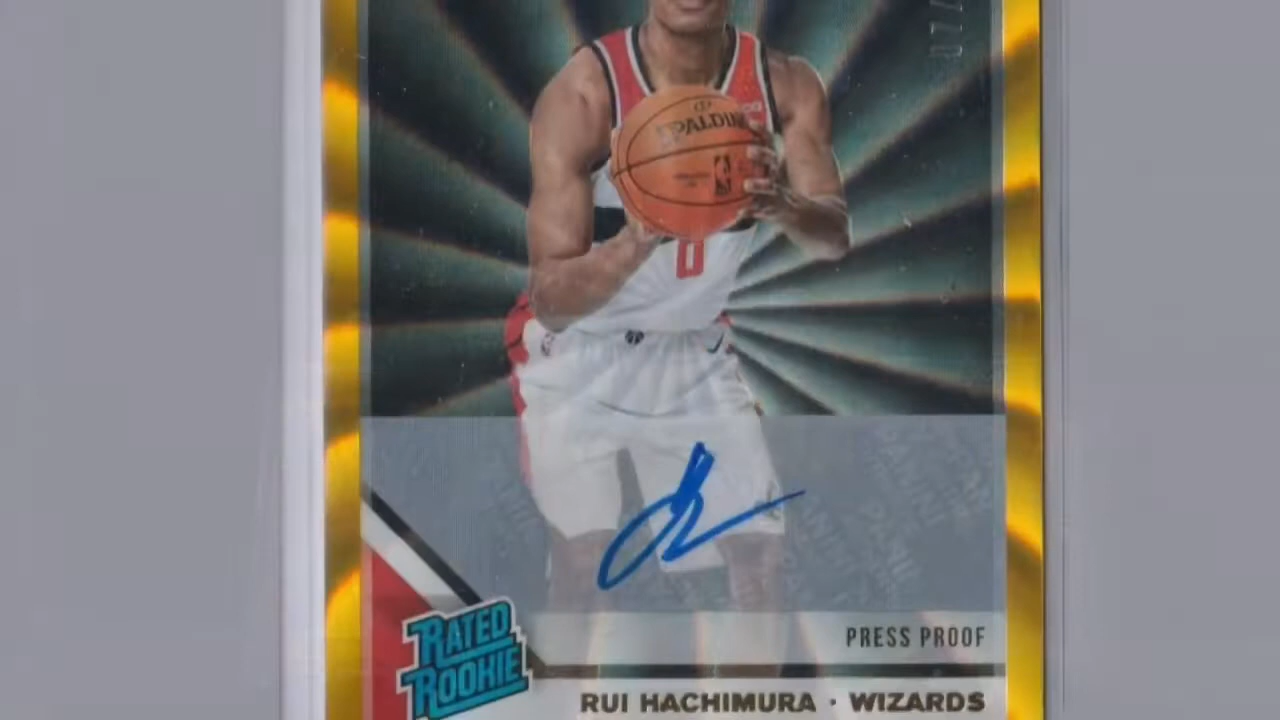 SPALDING
0
RATED
ROOKIE
PRESS PROOF
RUI HACHIMURA · WIZARDS